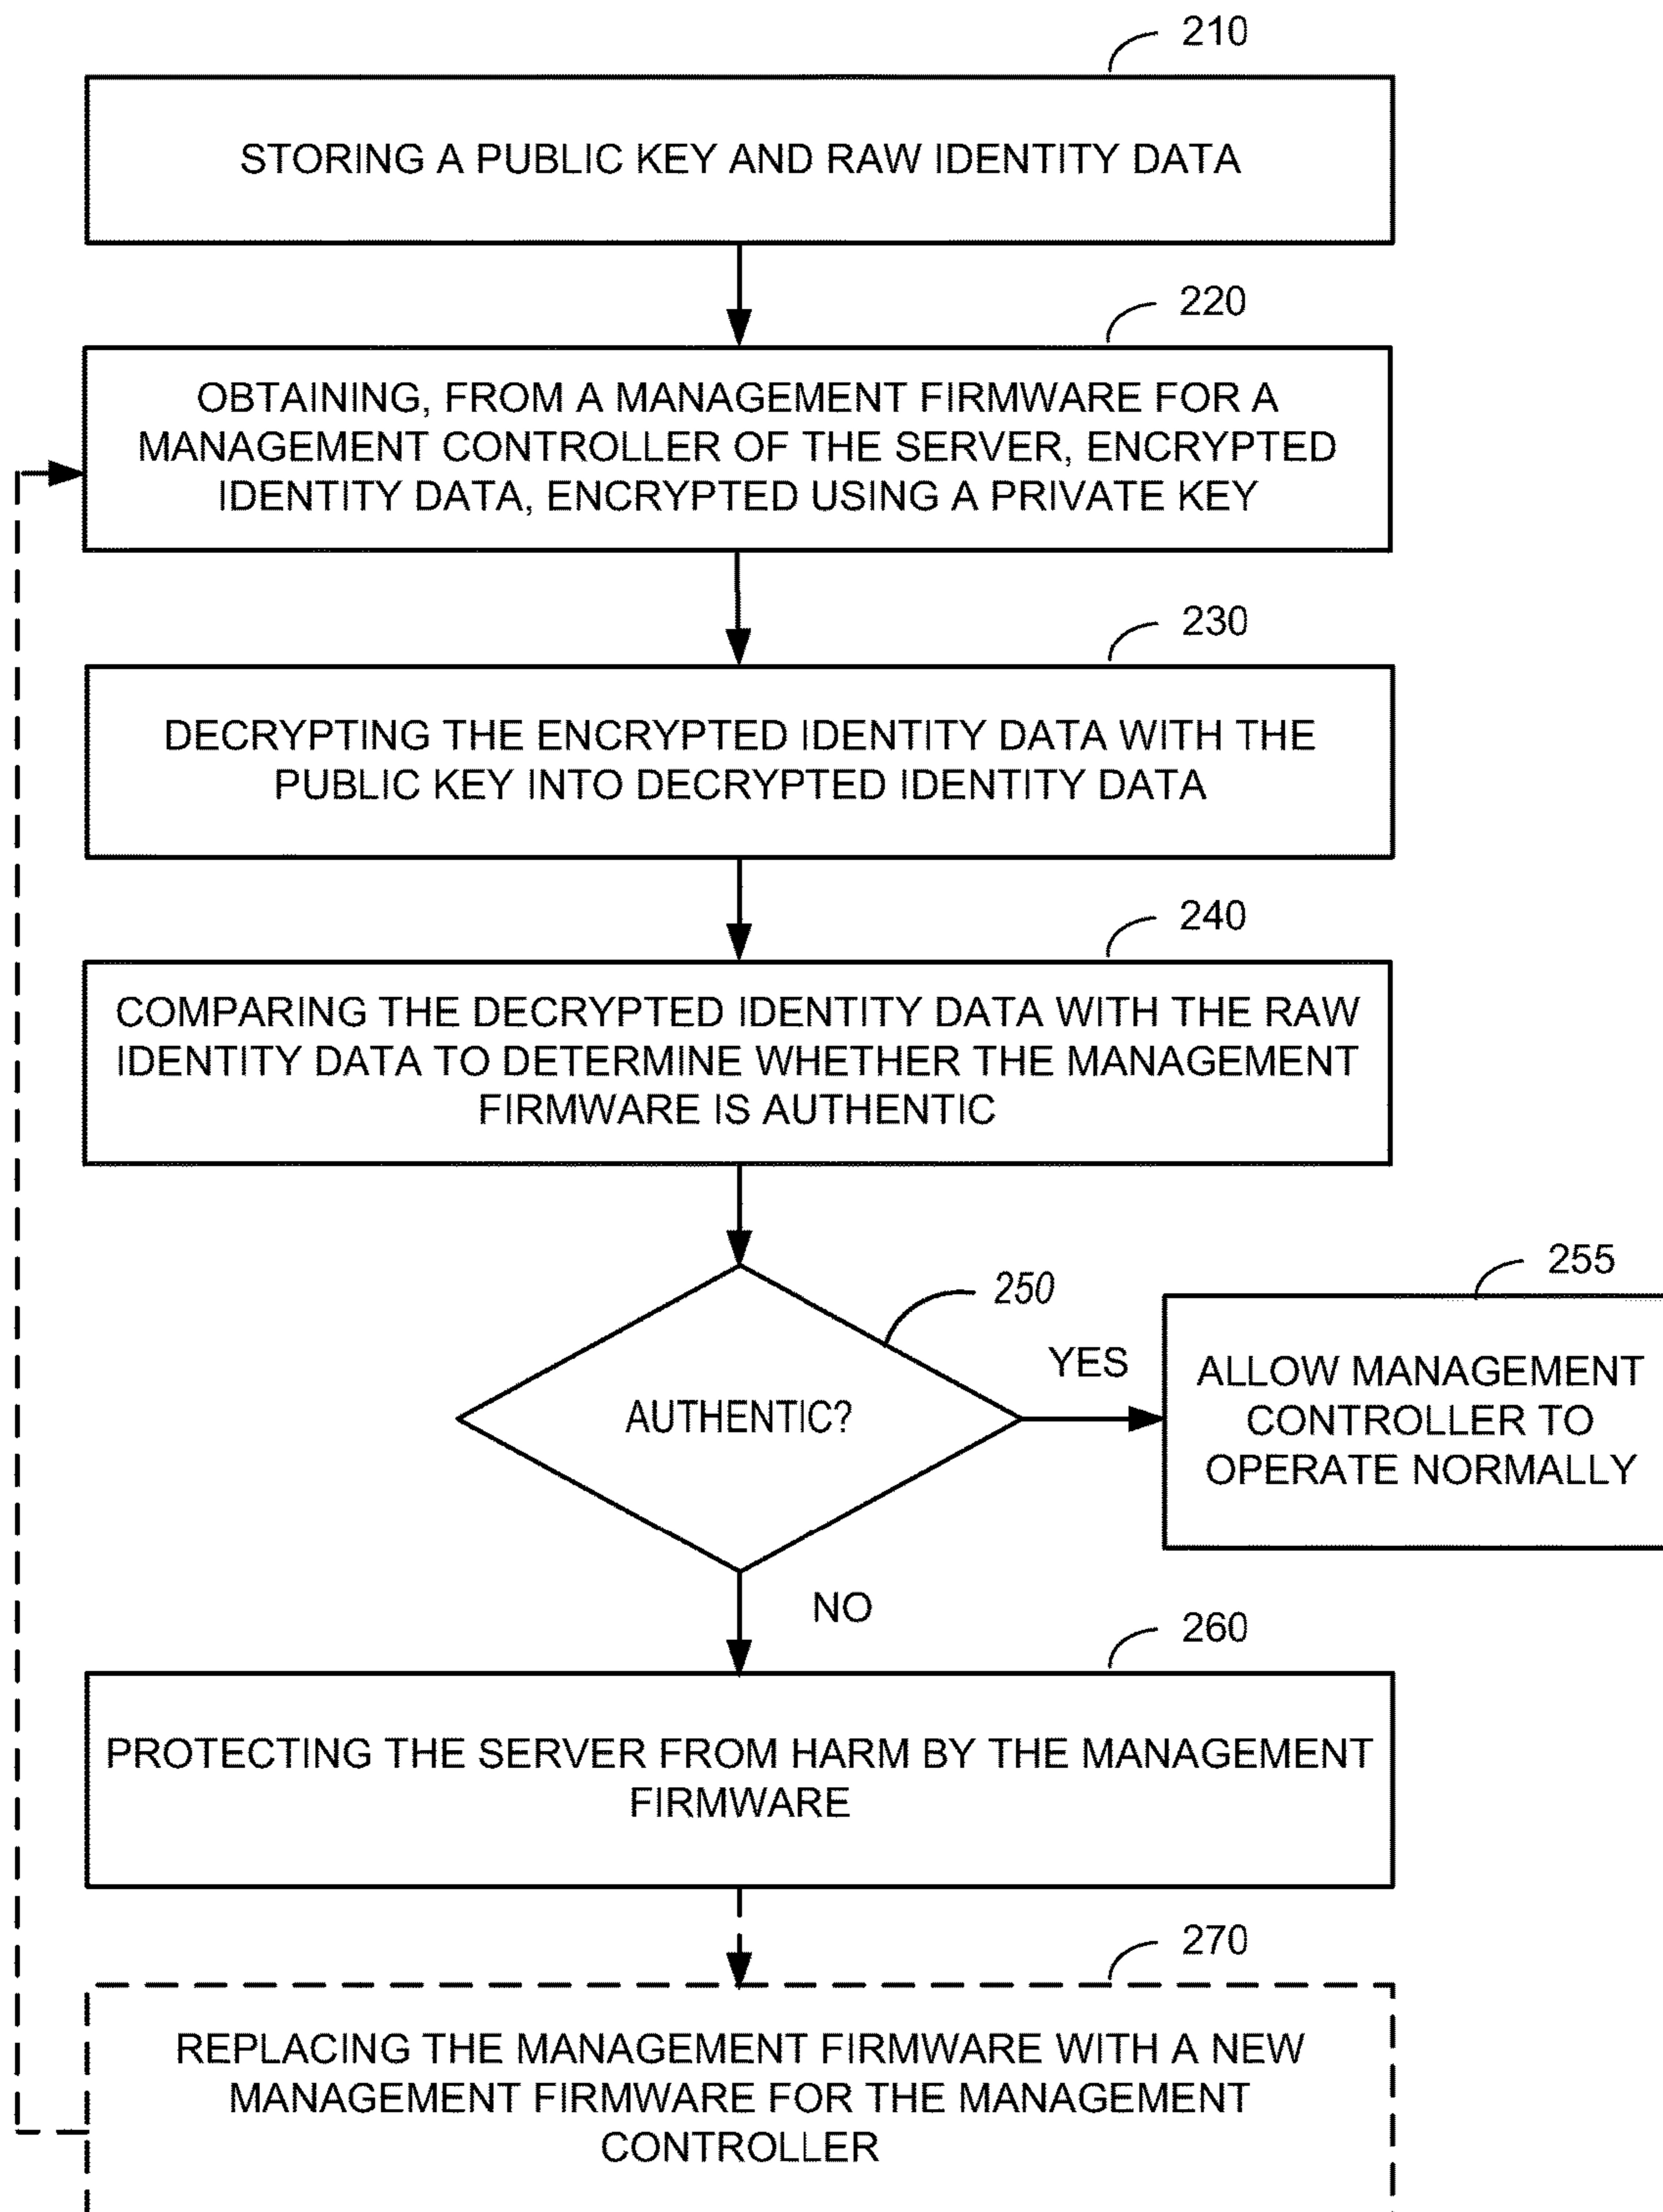 210
STORING A PUBLIC KEY AND RAW IDENTITY DATA
220
OBTAINING, FROM A MANAGEMENT FIRMWARE FOR A
MANAGEMENT CONTROLLER OF THE SERVER, ENCRYPTED
IDENTITY DATA, ENCRYPTED USING A PRIVATE KEY
230
DECRYPTING THE ENCRYPTED IDENTITY DATA WITH THE
PUBLIC KEY INTO DECRYPTED IDENTITY DATA
240
COMPARING THE DECRYPTED IDENTITY DATA WITH THE RAW
IDENTITY DATA TO DETERMINE WHETHER THE MANAGEMENT
FIRMWARE IS AUTHENTIC
250
AUTHENTIC?
YES
255
ALLOW MANAGEMENT
CONTROLLER TO
OPERATE NORMALLY
NO
260
PROTECTING THE SERVER FROM HARM BY THE MANAGEMENT
FIRMWARE
270
REPLACING THE MANAGEMENT FIRMWARE WITH A NEW
MANAGEMENT FIRMWARE FOR THE MANAGEMENT
CONTROLLER